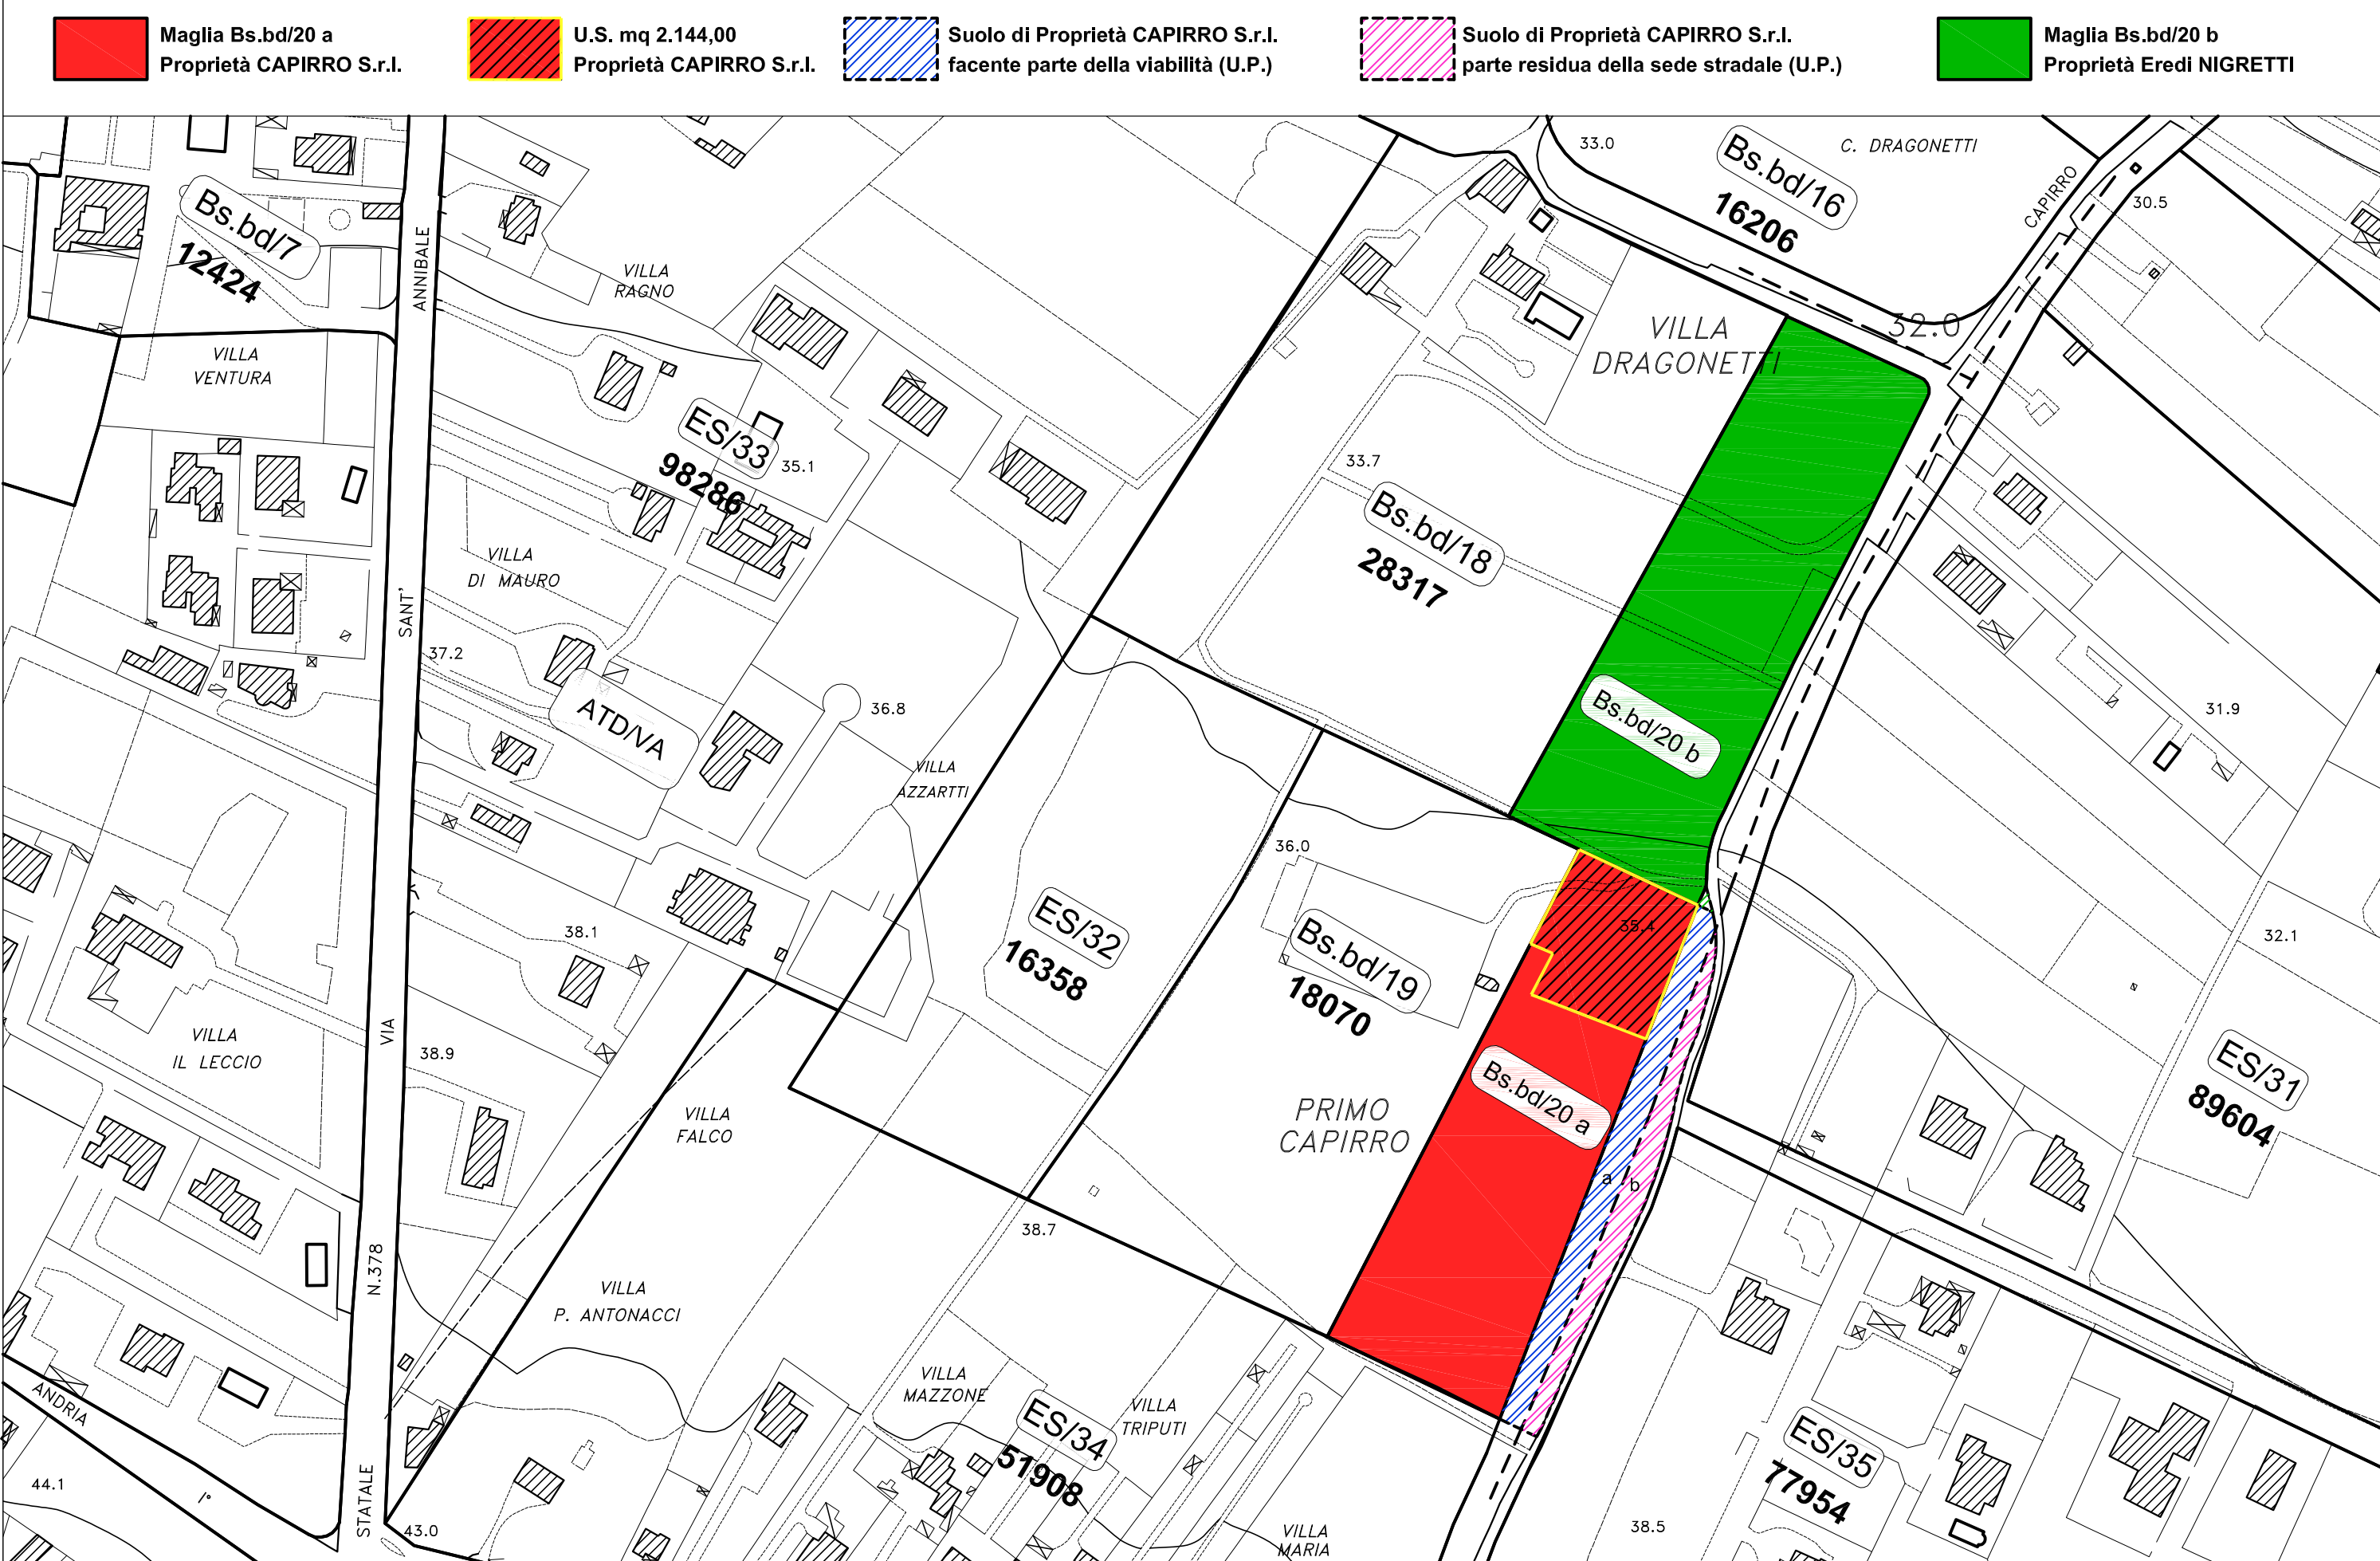 Maglia Bs.bd/20 a
Proprietà CAPIRRO S.r.l.
U.S. mq 2.144,00
Proprietà CAPIRRO S.r.l.
Suolo di Proprietà CAPIRRO S.r.l.
facente parte della viabilità (U.P.)
Suolo di Proprietà CAPIRRO S.r.l.
parte residua della sede stradale (U.P.)
Maglia Bs.bd/20 b
Proprietà Eredi NIGRETTI
33.0
C. DRAGONETTI
Bs.bd/16
16206
CAPIRRO
30.5
Bs.bd/7
12424
ANNIBALE
VILLA
RAGNO
VILLA
DRAGONETTI
32.0
VILLA
VENTURA
ES/33
98286
35.1
33.7
Bs.bd/18
28317
VILLA
DI MAURO
SANT'
37.2
ATD/VA
36.8
Bs.bd/20 b
31.9
VILLA
AZZARTTI
36.0
38.1
ES/32
16358
Bs.bd/19
18070
35.4
32.1
VILLA
IL LECCIO
VIA
38.9
ES/31
89604
VILLA
FALCO
PRIMO
CAPIRRO
Bs.bd/20 a
a
b
38.7
N.378
VILLA
P. ANTONACCI
VILLA
MAZZONE
VILLA
TRIPUTI
ANDRIA
ES/34
51908
ES/35
77954
44.1
1°
STATALE
43.0
VILLA
MARIA
38.5